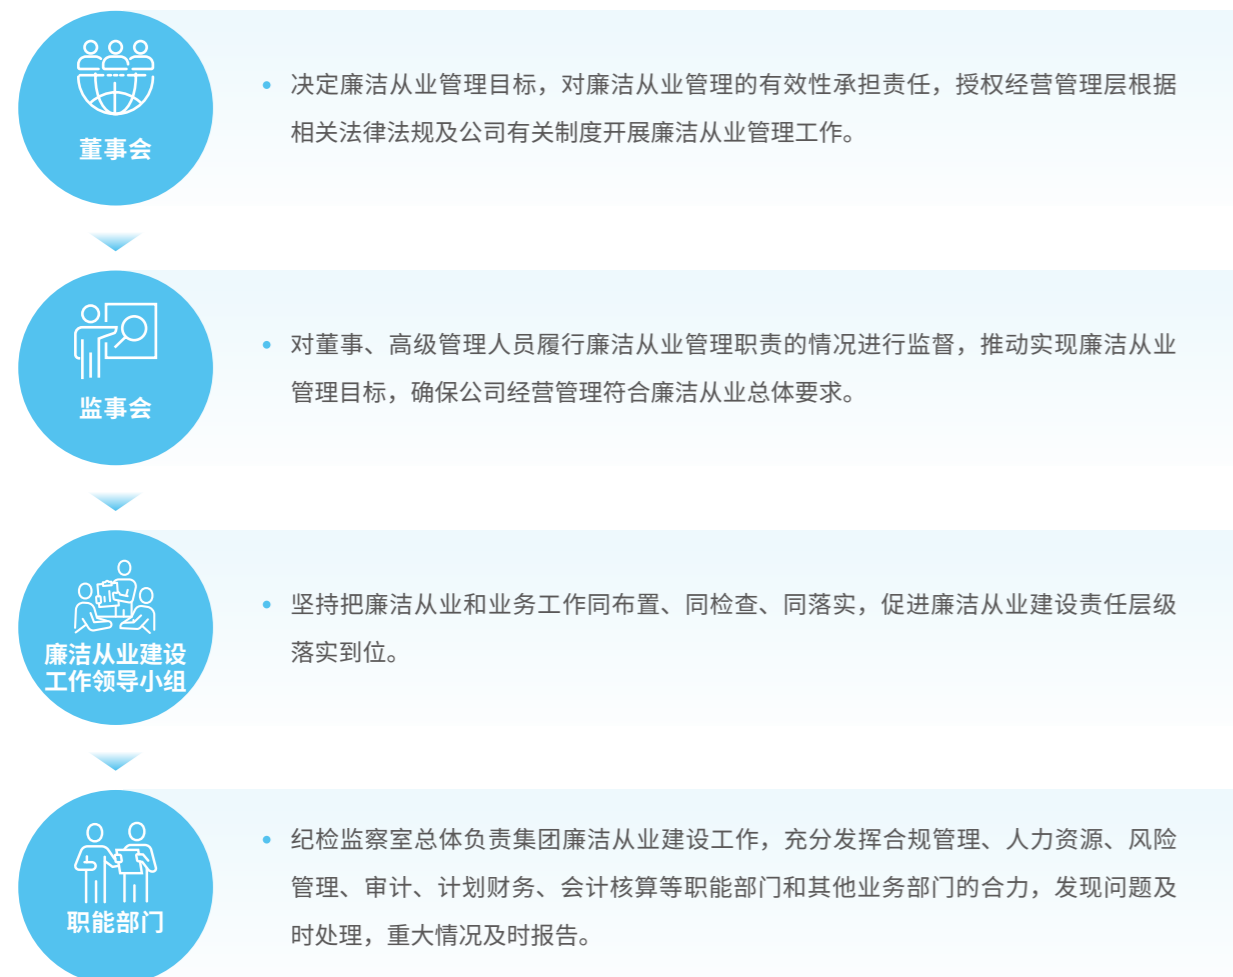 董事会
• 决定廉洁从业管理目标，对廉洁从业管理的有效性承担责任，授权经营管理层根据
相关法律法规及公司有关制度开展廉洁从业管理工作。
监事会
• 对董事、高级管理人员履行廉洁从业管理职责的情况进行监督，推动实现廉洁从业
管理目标，确保公司经营管理符合廉洁从业总体要求。
廉洁从业建设
工作领导小组
• 坚持把廉洁从业和业务工作同布置、同检查、同落实，促进廉洁从业建设责任层级
落实到位。
职能部门
• 纪检监察室总体负责集团廉洁从业建设工作，充分发挥合规管理、人力资源、风险
管理、审计、计划财务、会计核算等职能部门和其他业务部门的合力，发现问题及
时处理，重大情况及时报告。